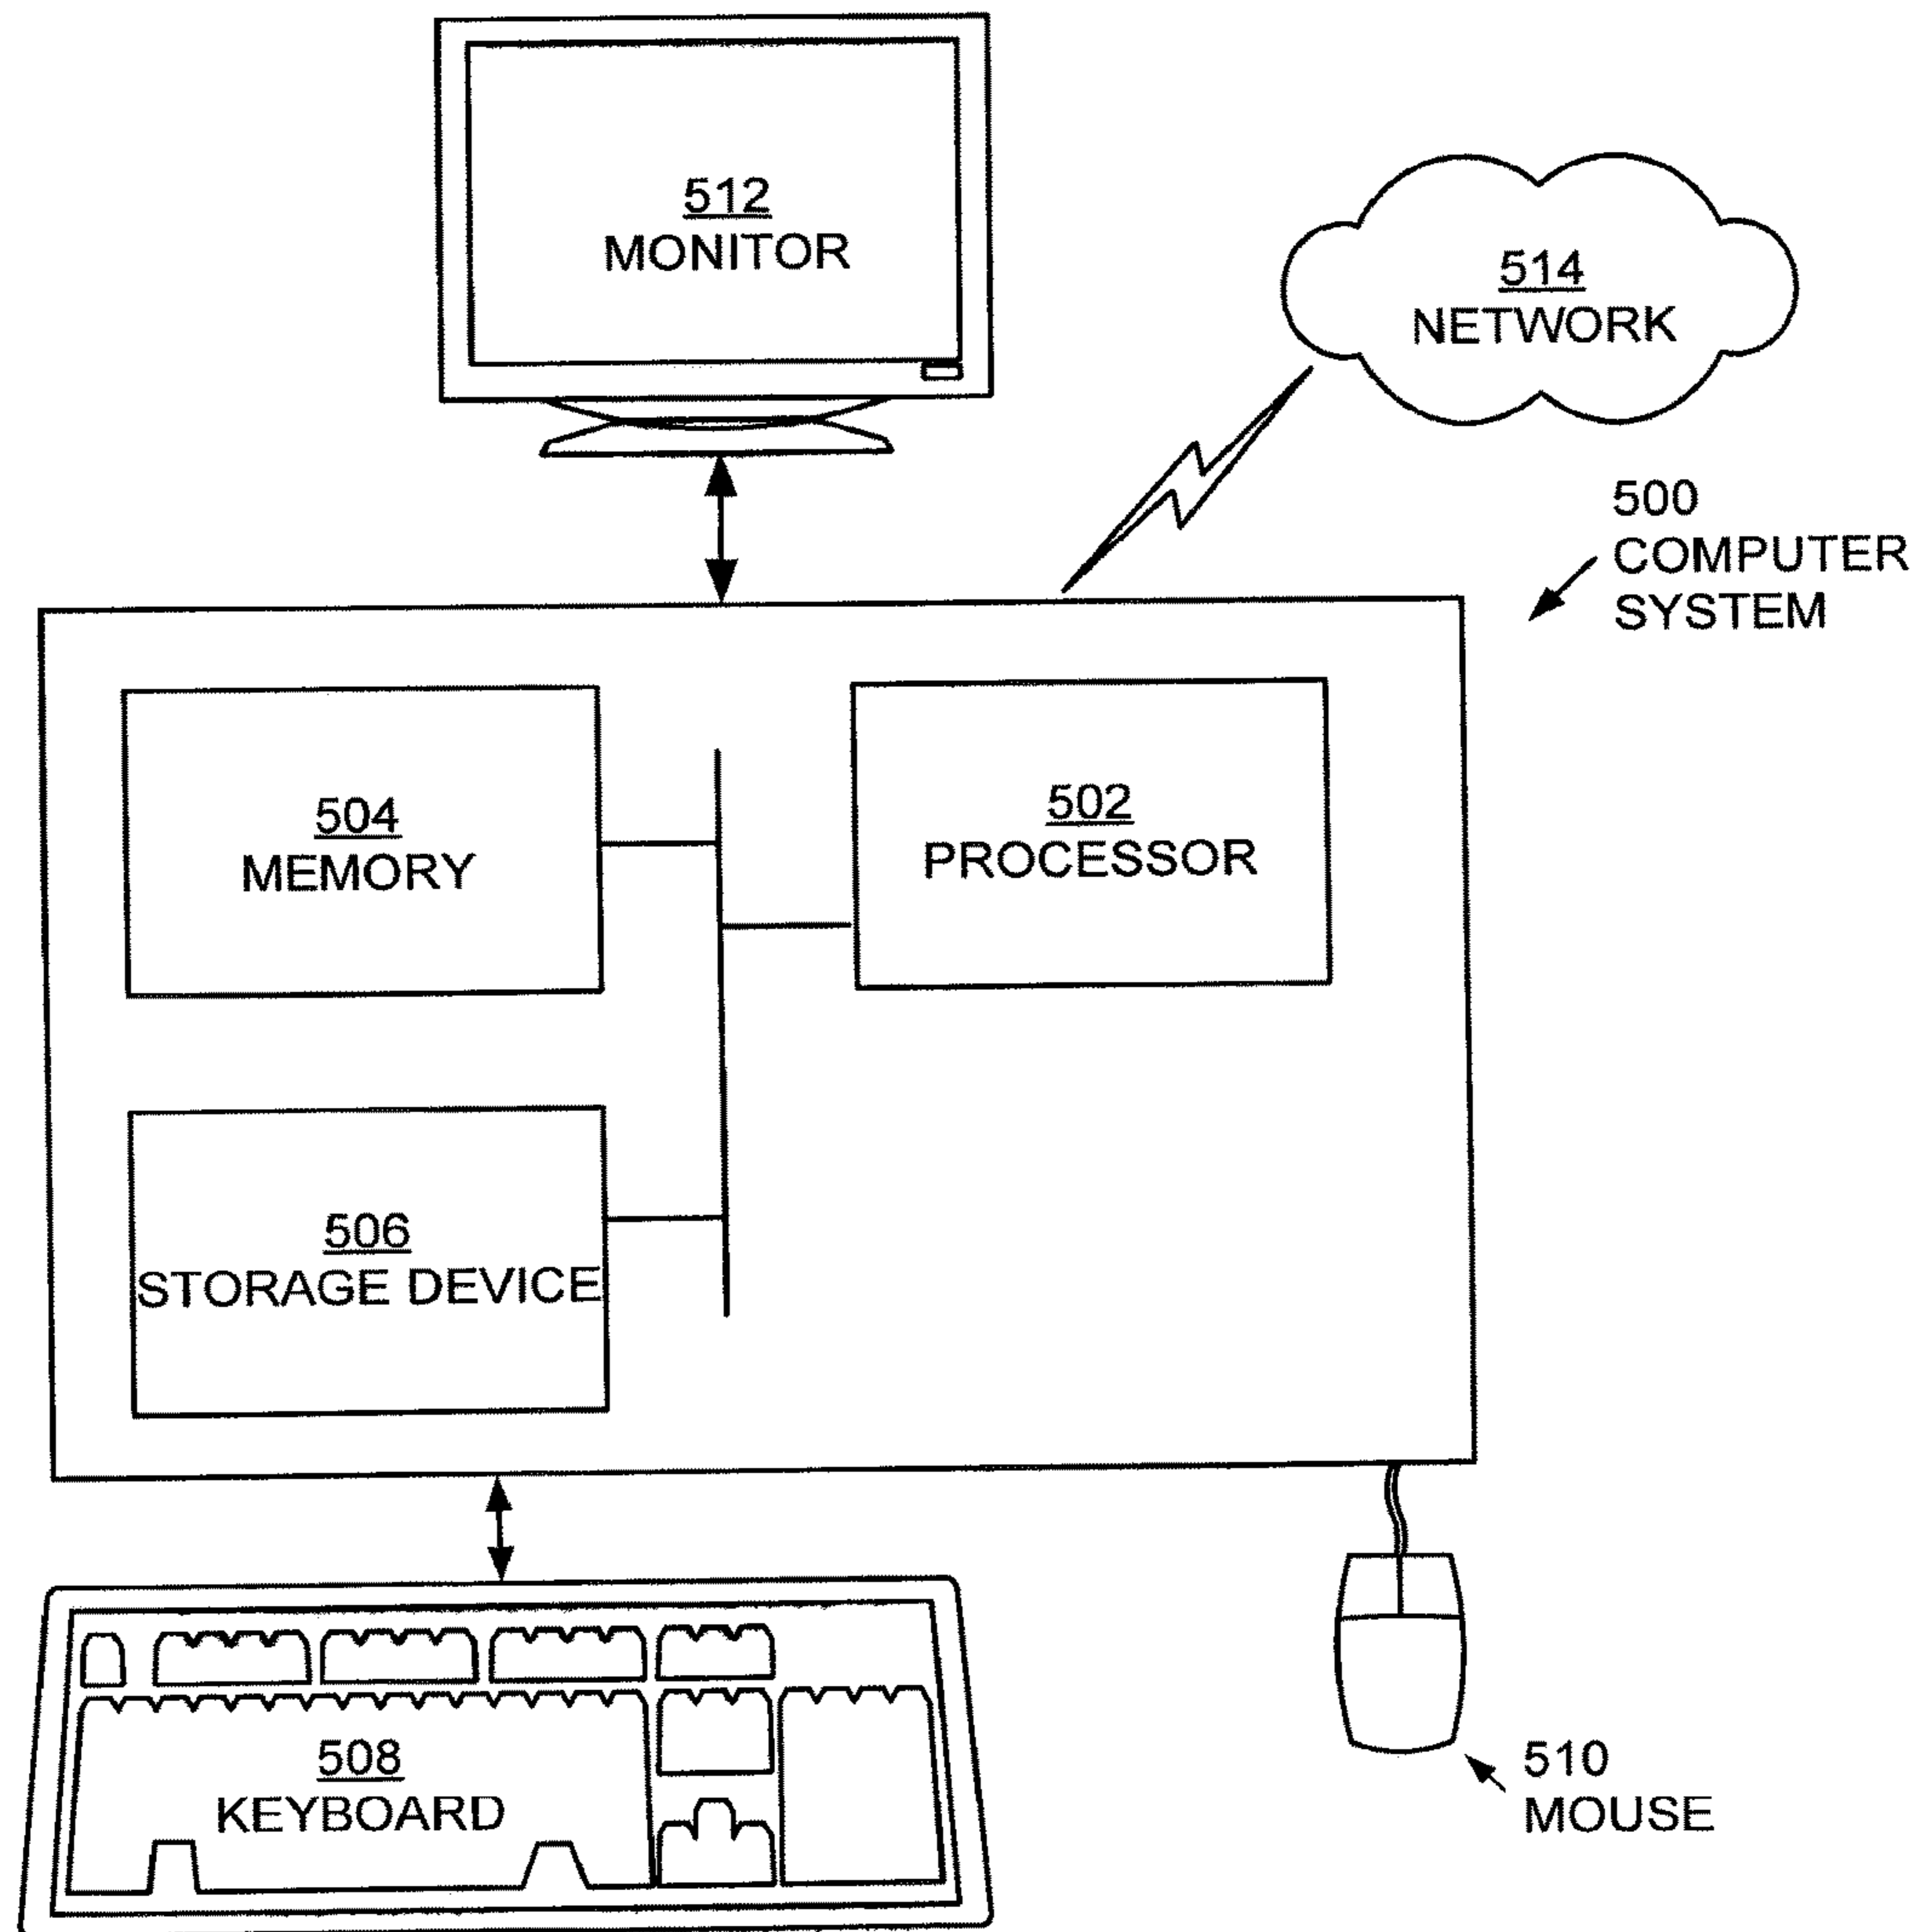 512
MONITOR
514
NETWORK
500
COMPUTER
SYSTEM
504
MEMORY
502
PROCESSOR
506
STORAGE DEVICE
508
KEYBOARD
510
MOUSE